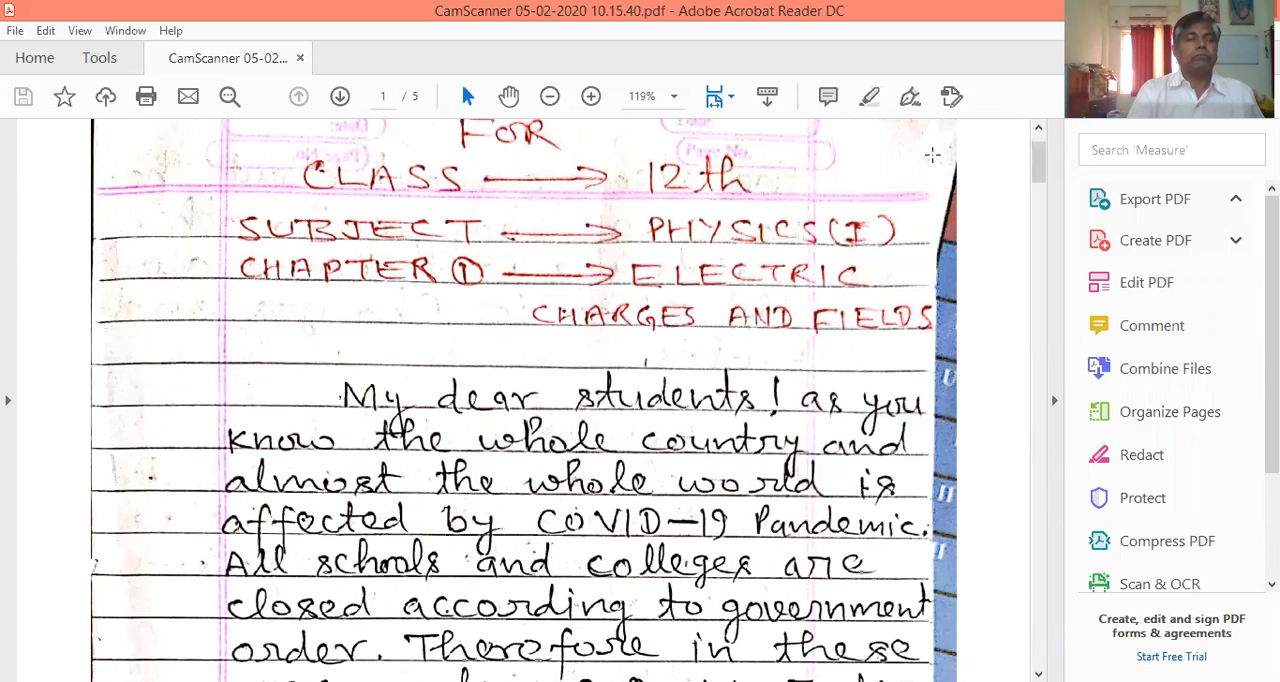 CamScanner 05-02-2020 10.15.40.pdf - Adobe Acrobat Reader DC
File Edit View Window Help
Home Tools CamScanner 05-02... ×
1 / 5 119%
FOR
CLASS → 12th
SUBJECT → PHYSICS(I)
CHAPTER ① → ELECTRIC
CHARGES AND FIELDS
My dear students! as you
know the whole country and
almost the whole world is
affected by COVID-19 Pandemic.
All schools and colleges are
closed according to government
order. Therefore in these
Search 'Measure'
Export PDF
Create PDF
Edit PDF
Comment
Combine Files
Organize Pages
Redact
Protect
Compress PDF
Scan & OCR
Create, edit and sign PDF
forms & agreements
Start Free Trial